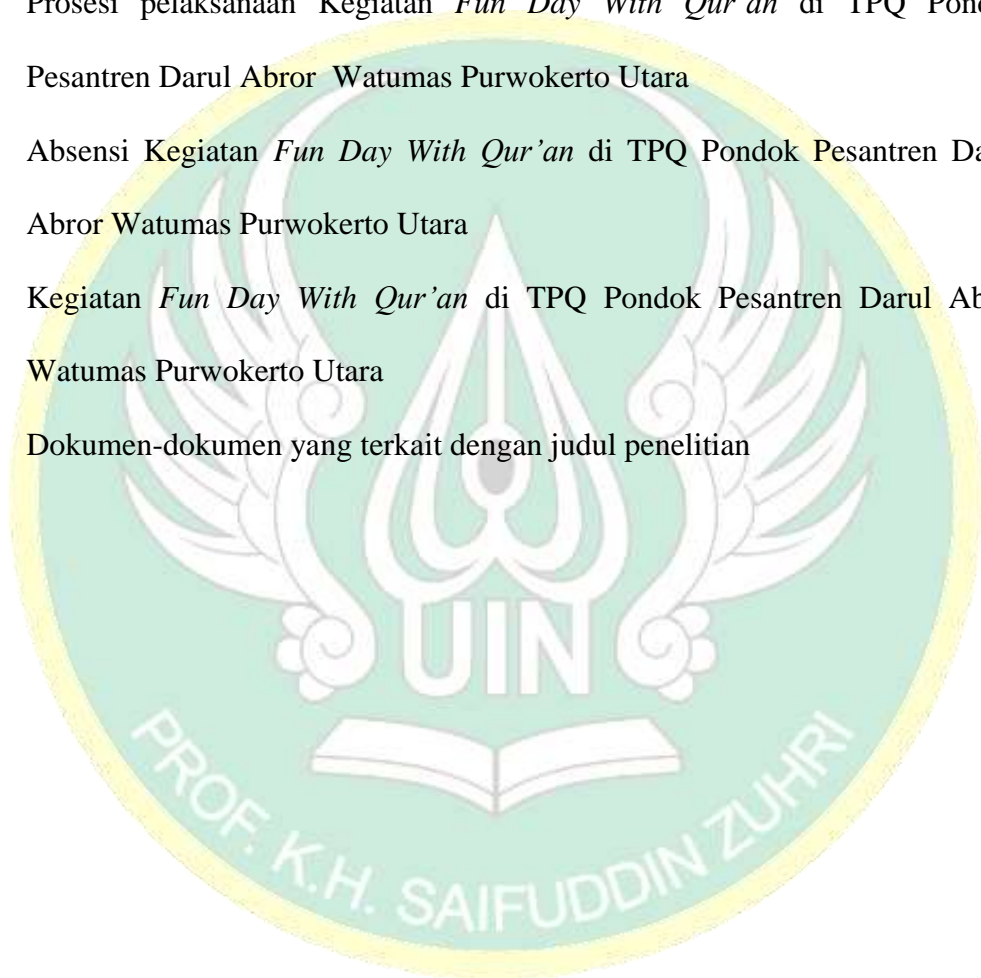 Prosesi pelaksanaan Kegiatan Fun Day With Qur'an di TPQ
Pesantren Darul Abror Watumas Purwokerto Utara
Absensi Kegiatan Fun Day With Qur’an di TPQ Pondok Pesantren
Abror Watumas Purwokerto Utara
Kegiatan Fun Day With Qur’an di TPQ Pondok Pesantren Darul
Watumas Purwokerto Utara
Dokumen-dokumen yang terkait dengan judul penelitian
UIN
PROF. K.H. SAIFUDDIN ZUHRI